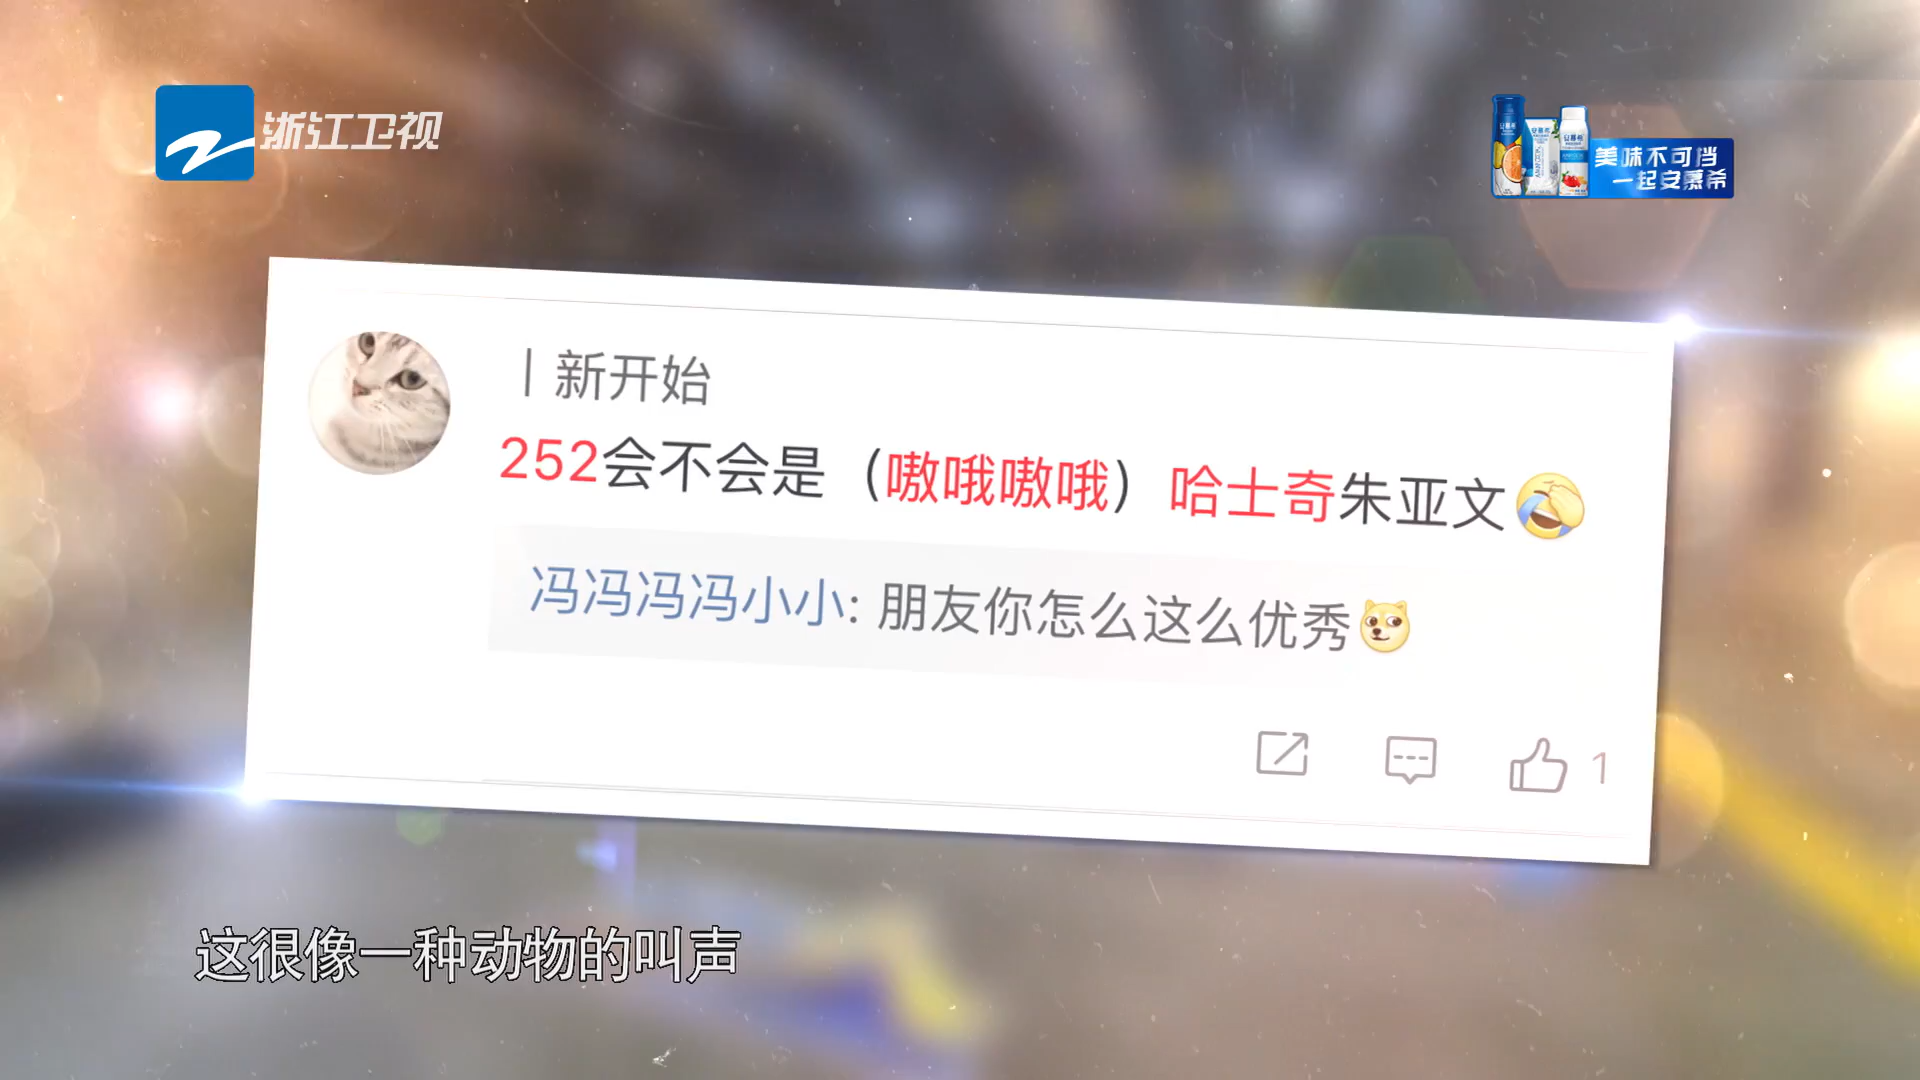 浙江卫视
美味不可挡
一起安慕希
丨新开始
252会不会是（嗷哦嗷哦）哈士奇朱亚文
冯冯冯冯小小: 朋友你怎么这么优秀
1
这很像一种动物的叫声